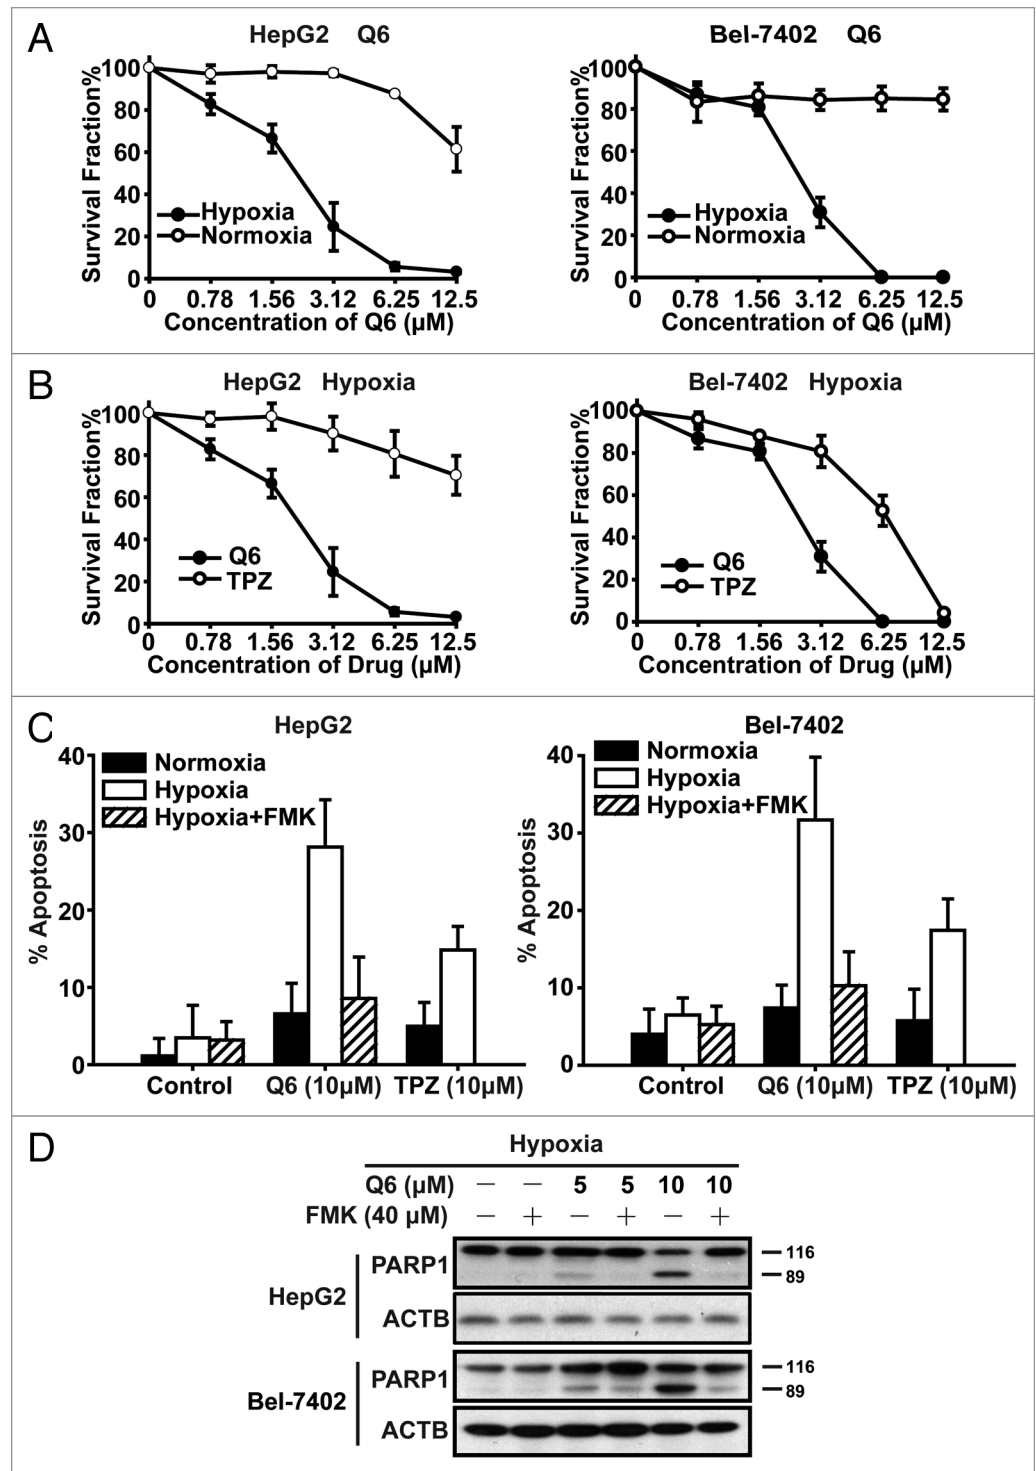 A
HepG2 Q6
Survival Fraction%
100
80
60
40
20
0
Hypoxia
Normoxia
0 0.78 1.56 3.12 6.25 12.5
Concentration of Q6 (µM)
Bel-7402 Q6
Survival Fraction%
100
80
60
40
20
0
Hypoxia
Normoxia
0 0.78 1.56 3.12 6.25 12.5
Concentration of Q6 (µM)
B
HepG2 Hypoxia
Survival Fraction%
100
80
60
40
20
0
Q6
TPZ
0 0.78 1.56 3.12 6.25 12.5
Concentration of Drug (µM)
Bel-7402 Hypoxia
Survival Fraction%
100
80
60
40
20
0
Q6
TPZ
0 0.78 1.56 3.12 6.25 12.5
Concentration of Drug (µM)
C
HepG2
% Apoptosis
40
30
20
10
0
Normoxia
Hypoxia
Hypoxia+FMK
Control Q6 (10µM) TPZ (10µM)
Bel-7402
% Apoptosis
40
30
20
10
0
Normoxia
Hypoxia
Hypoxia+FMK
Control Q6 (10µM) TPZ (10µM)
D
Hypoxia
Q6 (µM) — — 5 5 10 10
FMK (40 µM) — + — + — +
HepG2
PARP1
116
89
ACTB
Bel-7402
PARP1
116
89
ACTB